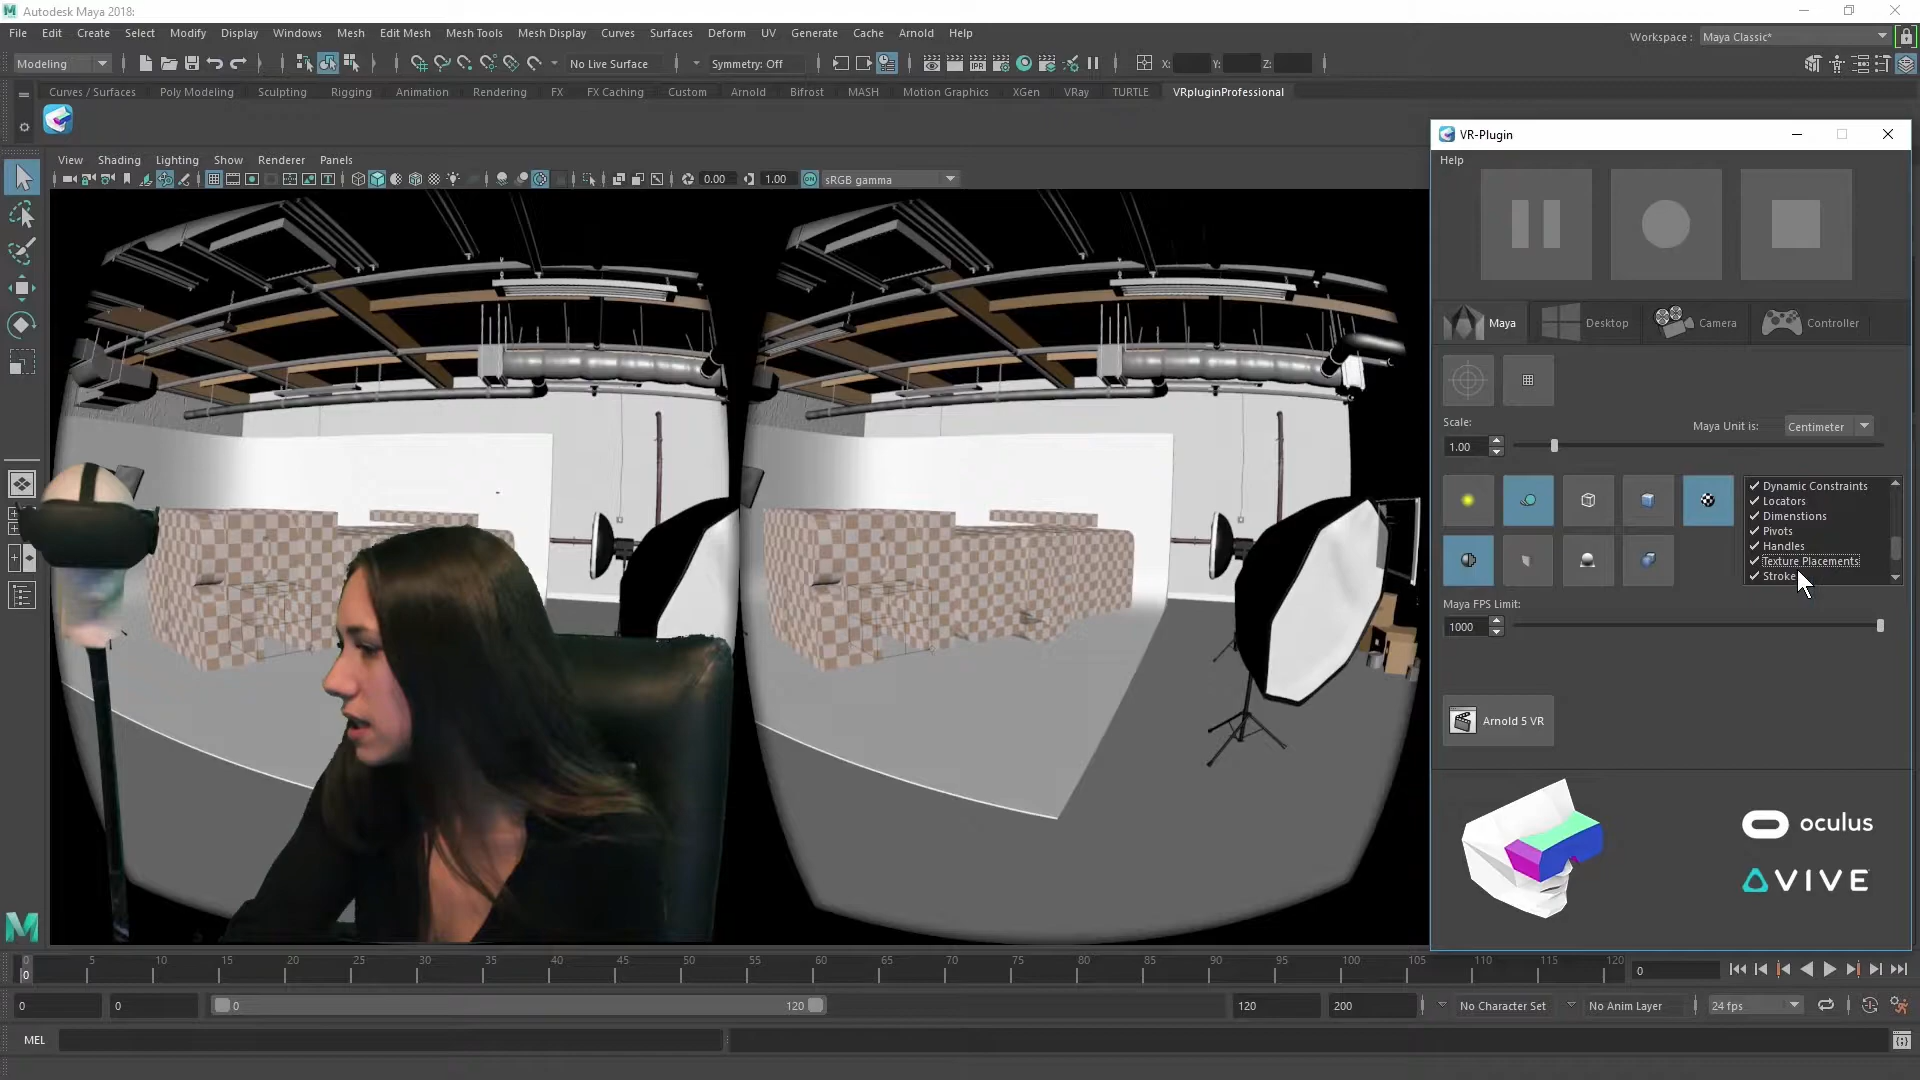 Autodesk Maya 2018:
File Edit Create Select Modify Display Windows Mesh Edit Mesh Mesh Tools Mesh Display Curves Surfaces Deform UV Generate Cache Arnold Help
Workspace : Maya Classic*
Modeling No Live Surface Symmetry: Off X: Y: Z:
Curves / Surfaces Poly Modeling Sculpting Rigging Animation Rendering FX FX Caching Custom Arnold Bifrost MASH Motion Graphics XGen VRay TURTLE VRpluginProfessional
View Shading Lighting Show Renderer Panels
0.00 1.00 ON sRGB gamma
VR-Plugin
Help
Maya Desktop Camera Controller
Scale: Maya Unit is: Centimeter
1.00
Dynamic Constraints
Locators
Dimenstions
Pivots
Handles
Texture Placements
Stroke
Maya FPS Limit:
1000
Arnold 5 VR
oculus
VIVE
0 5 10 15 20 25 30 35 40 45 50 55 60 65 70 75 80 85 90 95 100 105 110 115 120
0 0
0 0 0 120 120 200 No Character Set No Anim Layer 24 fps
MEL